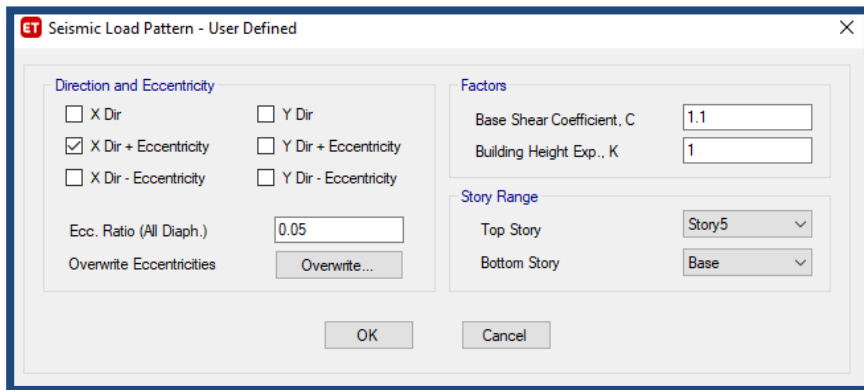 ET Seismic Load Pattern - User Defined
Direction and Eccentricity
X Dir
Y Dir
X Dir + Eccentricity
Y Dir + Eccentricity
X Dir - Eccentricity
Y Dir - Eccentricity
Ecc. Ratio (All Diaph.)
0.05
Overwrite Eccentricities
Overwrite...
Factors
Base Shear Coefficient, C
1.1
Building Height Exp., K
1
Story Range
Top Story
Story5
Bottom Story
Base
OK
Cancel